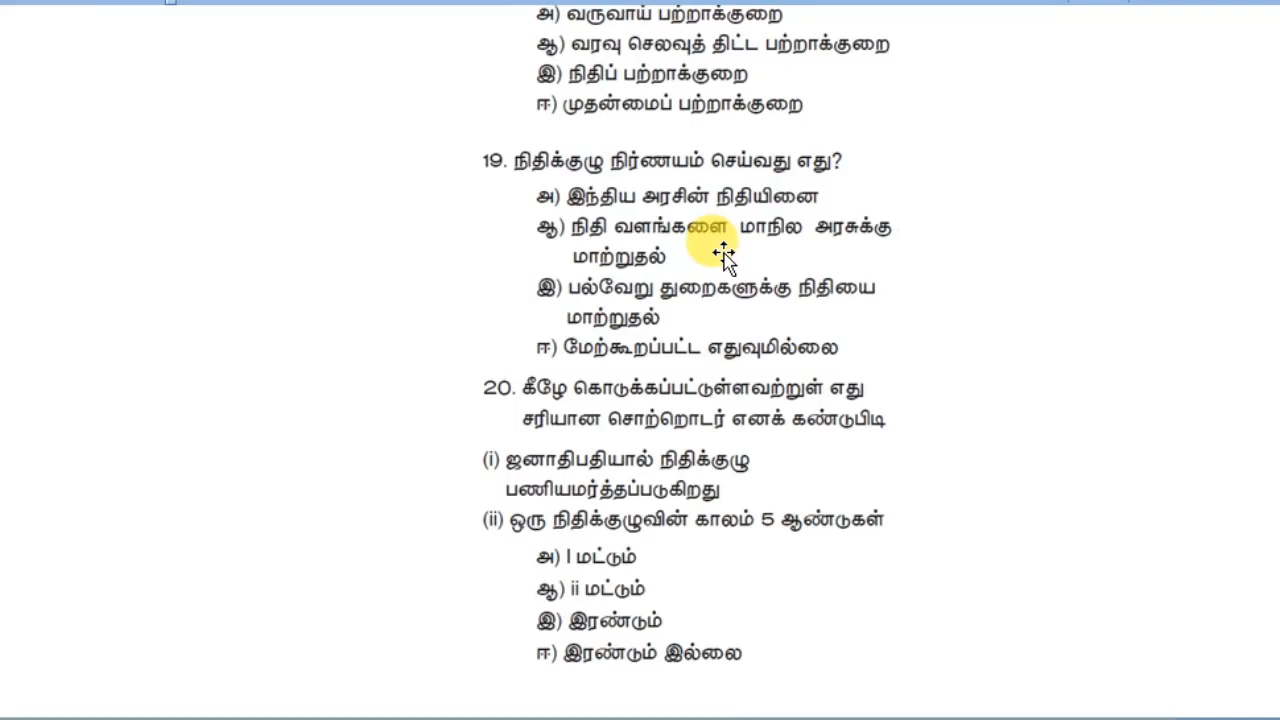 அ) வருவாய் பற்றாக்குறை
ஆ) வரவு செலவுத் திட்ட பற்றாக்குறை
இ) நிதிப் பற்றாக்குறை
ஈ) முதன்மைப் பற்றாக்குறை
19. நிதிக்குழு நிர்ணயம் செய்வது எது?
அ) இந்திய அரசின் நிதியினை
ஆ) நிதி வளங்களை மாநில அரசுக்கு
மாற்றுதல்
இ) பல்வேறு துறைகளுக்கு நிதியை
மாற்றுதல்
ஈ) மேற்கூறப்பட்ட எதுவுமில்லை
20. கீழே கொடுக்கப்பட்டுள்ளவற்றுள் எது
சரியான சொற்றொடர் எனக் கண்டுபிடி
(i) ஜனாதிபதியால் நிதிக்குழு
பணியமர்த்தப்படுகிறது
(ii) ஒரு நிதிக்குழுவின் காலம் 5 ஆண்டுகள்
அ) I மட்டும்
ஆ) ii மட்டும்
இ) இரண்டும்
ஈ) இரண்டும் இல்லை